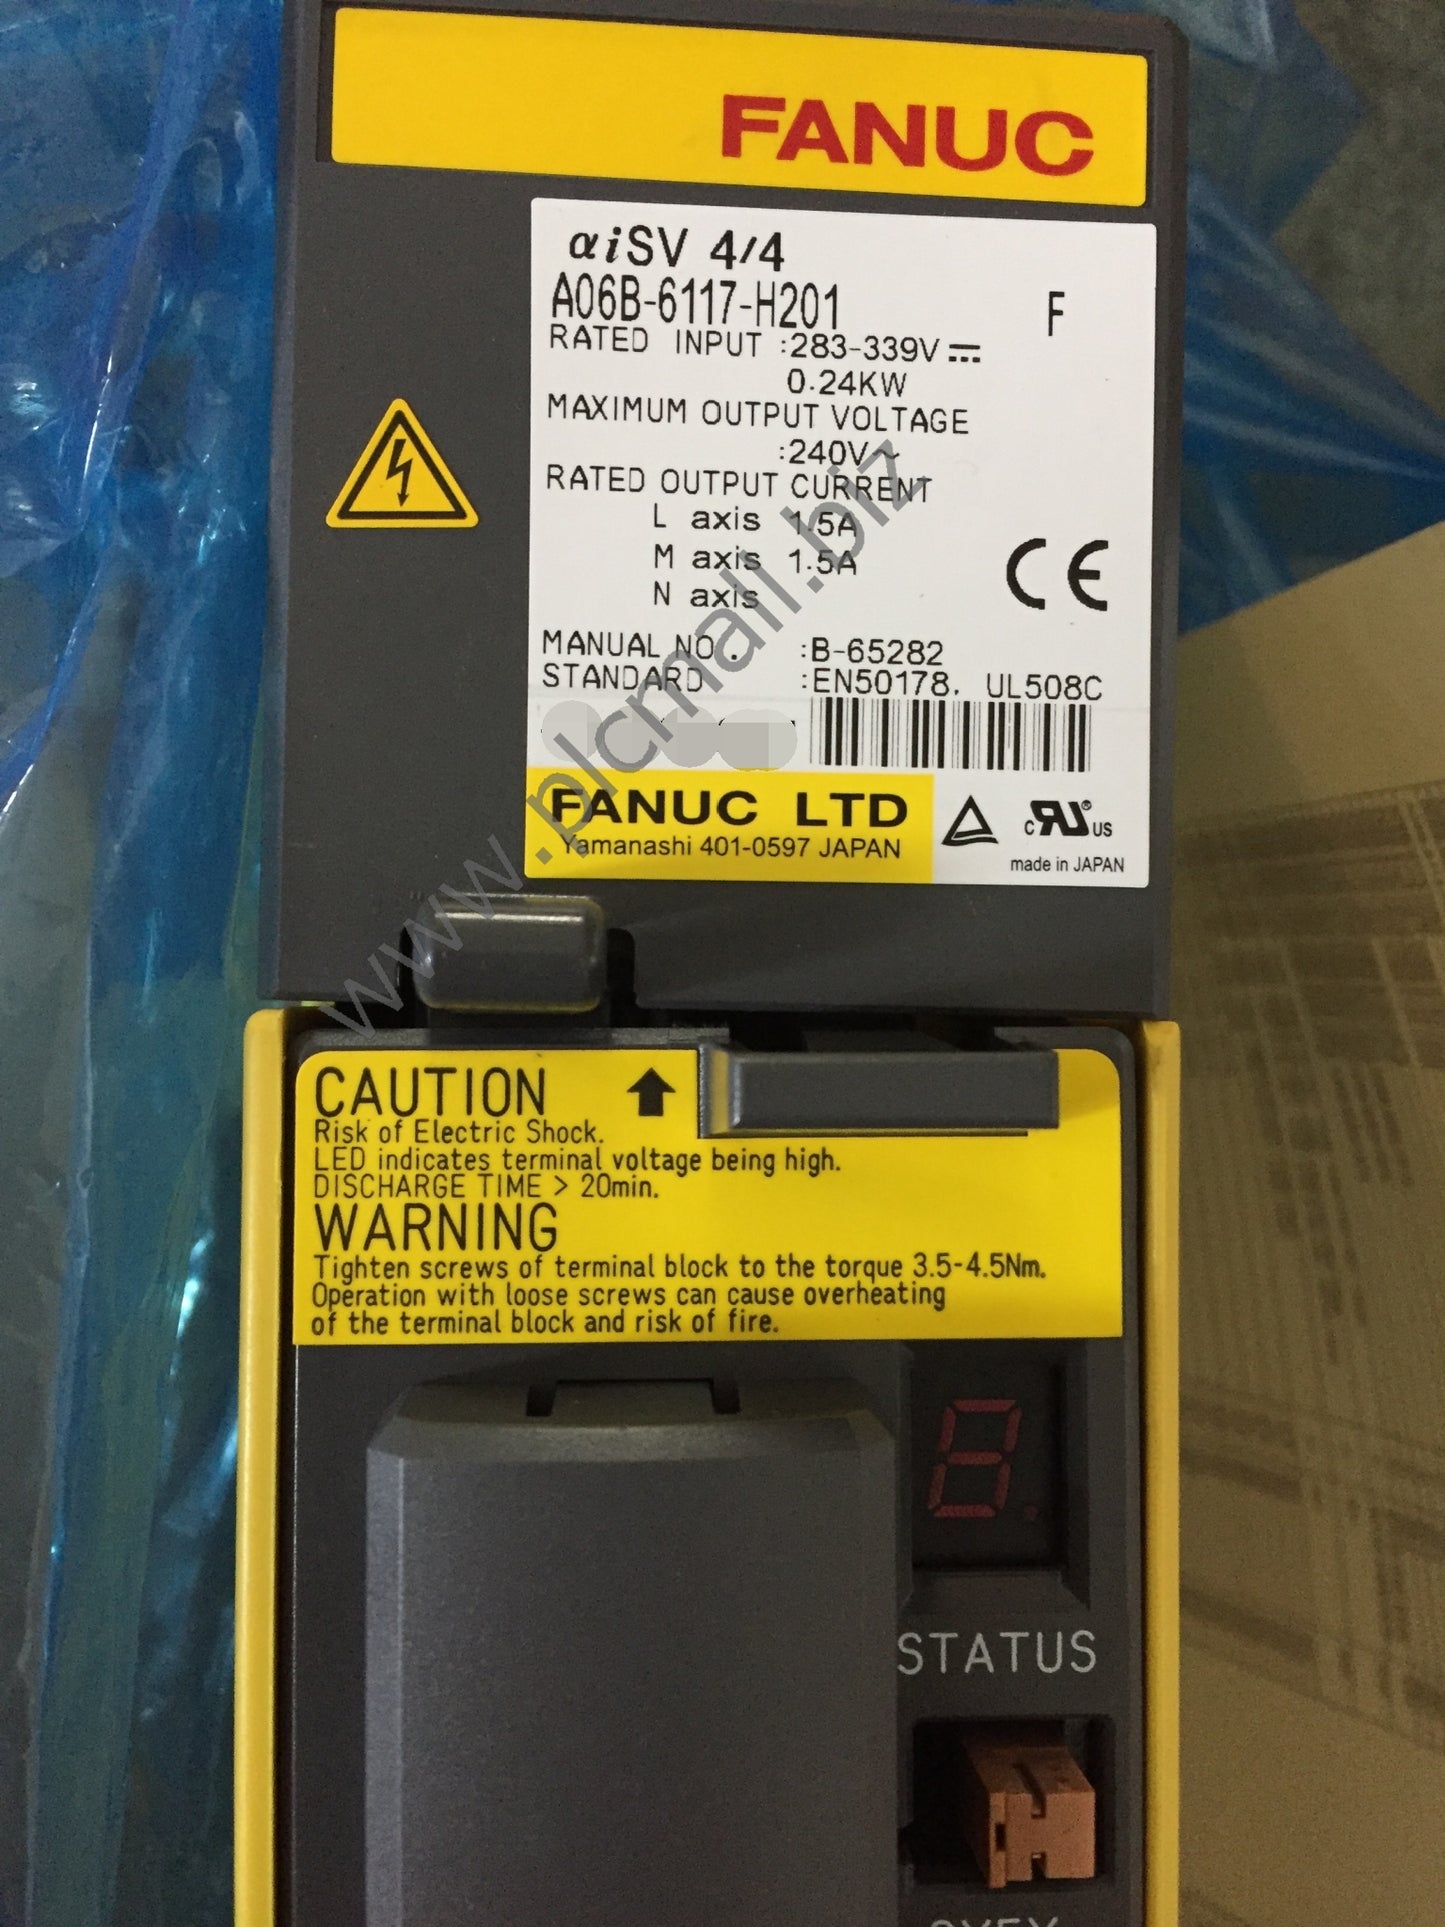 FANUC
αiSV 4/4
A06B-6117-H201 F
RATED INPUT :283-339V⎓
0.24KW
MAXIMUM OUTPUT VOLTAGE
:240V~
RATED OUTPUT CURRENT
L axis 1.5A
M axis 1.5A
N axis
CE
MANUAL NO. :B-65282
STANDARD :EN50178. UL508C
FANUC LTD
Yamanashi 401-0597 JAPAN
c RU ® US
made in JAPAN
www.plcmall.biz
CAUTION
Risk of Electric Shock.
LED indicates terminal voltage being high.
DISCHARGE TIME > 20min.
WARNING
Tighten screws of terminal block to the torque 3.5-4.5Nm.
Operation with loose screws can cause overheating
of the terminal block and risk of fire.
8.
STATUS